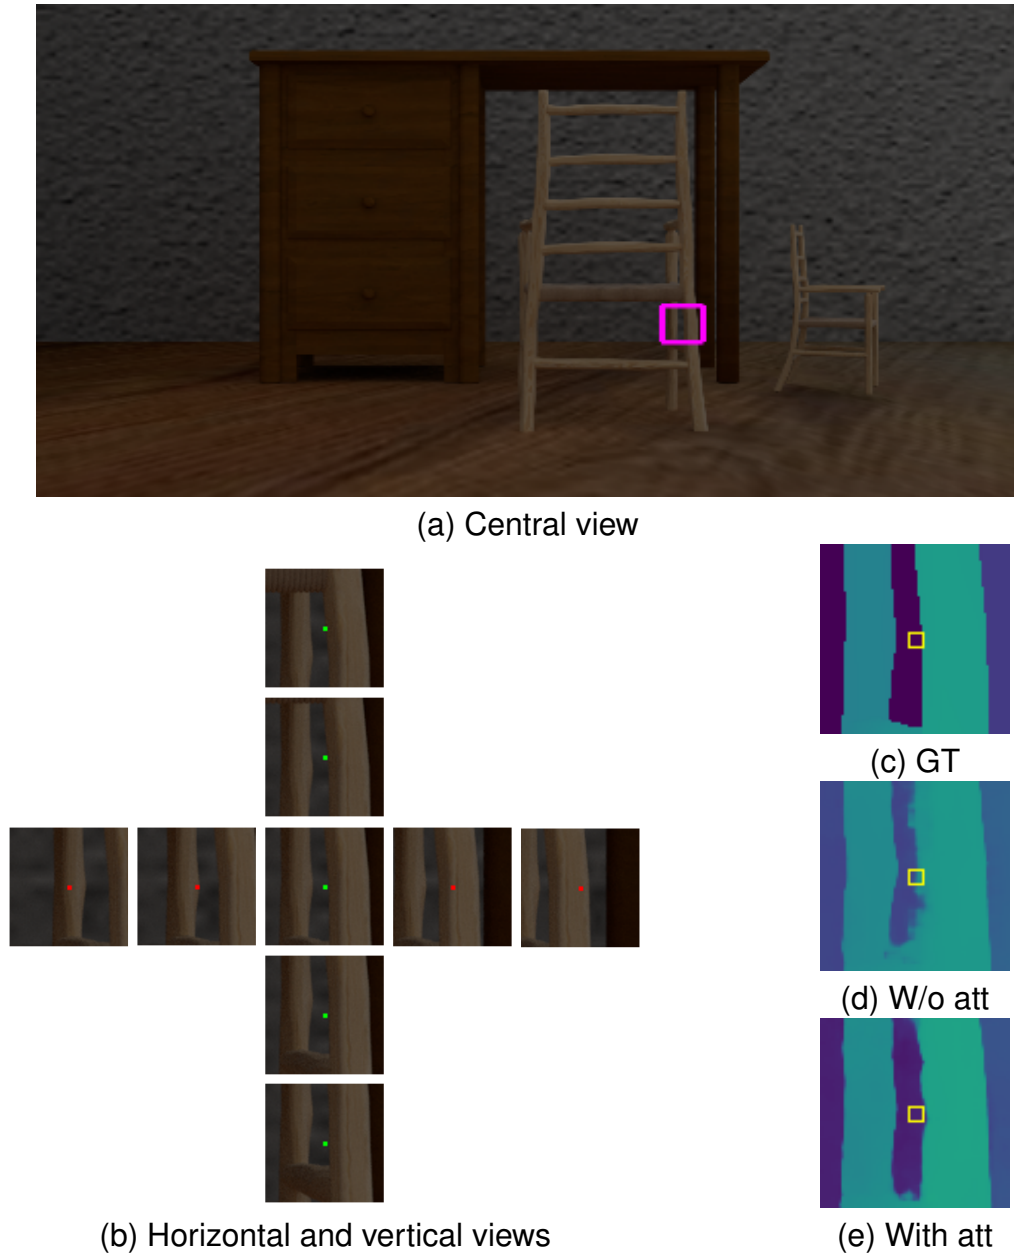 (a) Central view
(c) GT
(d) W/o att
(b) Horizontal and vertical views
(e) With att